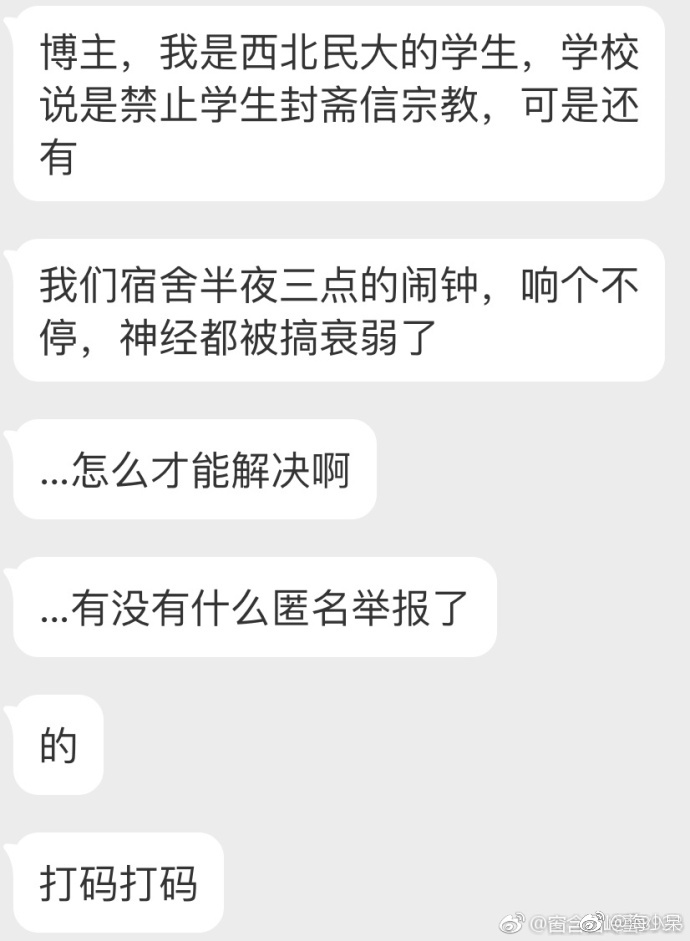 博主，我是西北民大的学生，学校
说是禁止学生封斋信宗教，可是还
有
我们宿舍半夜三点的闹钟，响个不
停，神经都被搞衰弱了
...怎么才能解决啊
...有没有什么匿名举报了
的
打码打码